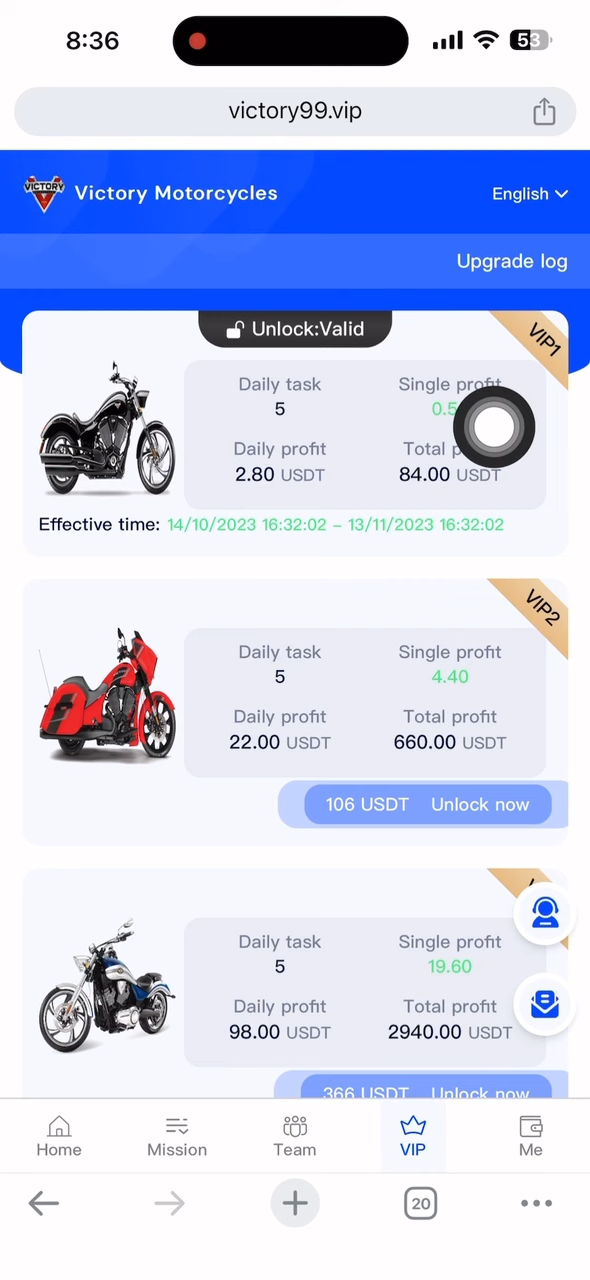 8:36
53
victory99.vip
VICTORY
Victory Motorcycles
English
Upgrade log
Unlock:Valid
VIP1
Daily task
Single profit
5
0.5
Daily profit
Total
2.80 USDT
84.00 USDT
Effective time: 14/10/2023 16:32:02 – 13/11/2023 16:32:02
VIP2
Daily task
Single profit
5
4.40
Daily profit
Total profit
22.00 USDT
660.00 USDT
106 USDT Unlock now
Daily task
Single profit
5
19.60
Daily profit
Total profit
98.00 USDT
2940.00 USDT
366 USDT Unlock now
Home
Mission
Team
VIP
Me
20